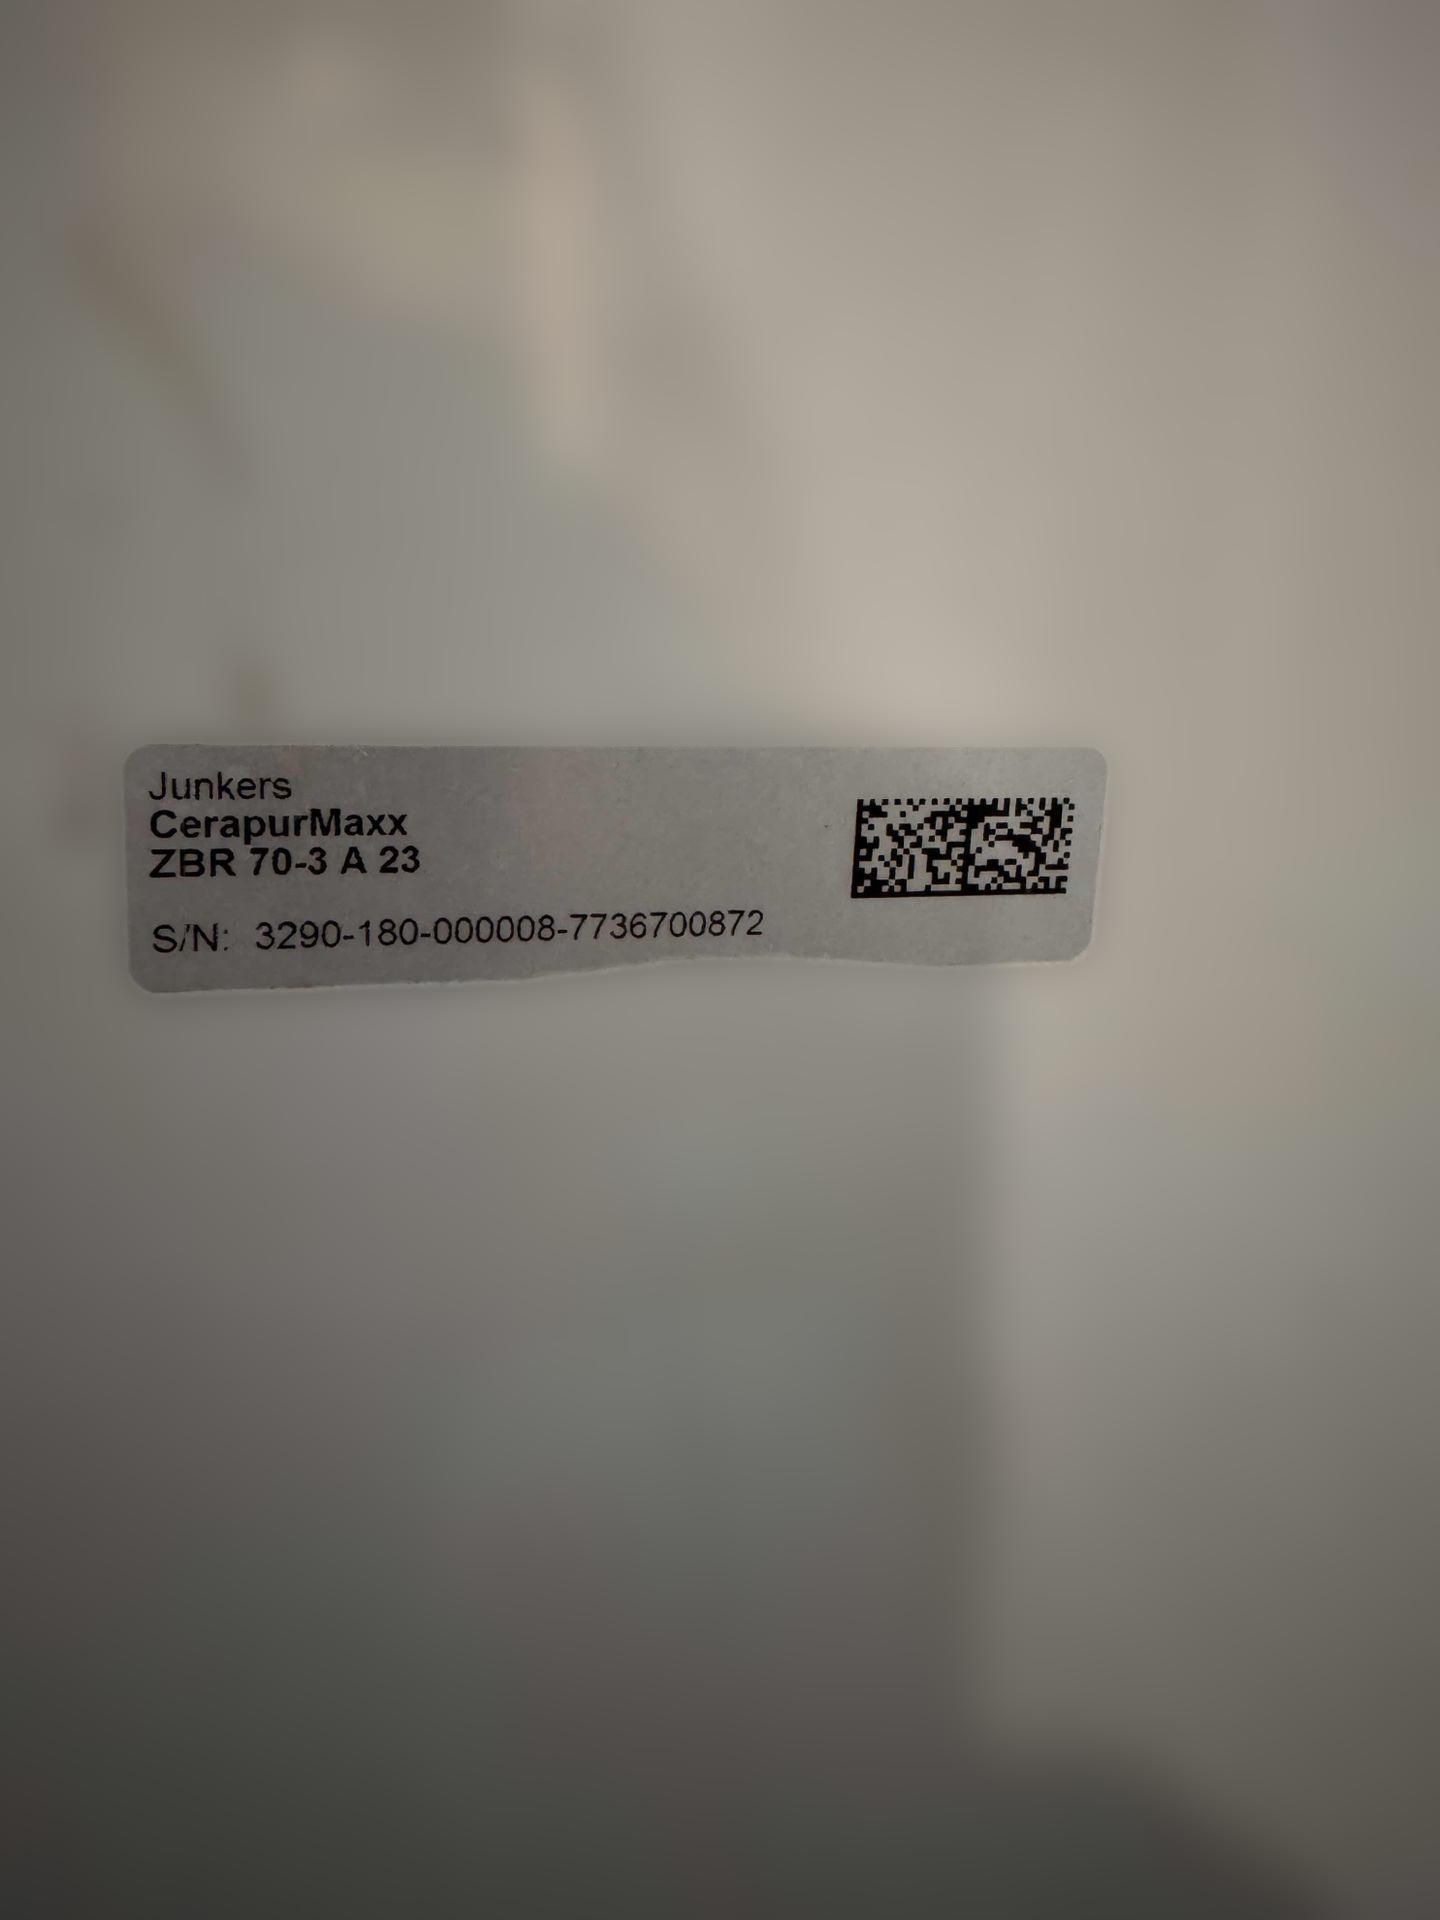 Junkers
CerapurMaxx
ZBR 70-3 A 23
S/N: 3290-180-000008-7736700872